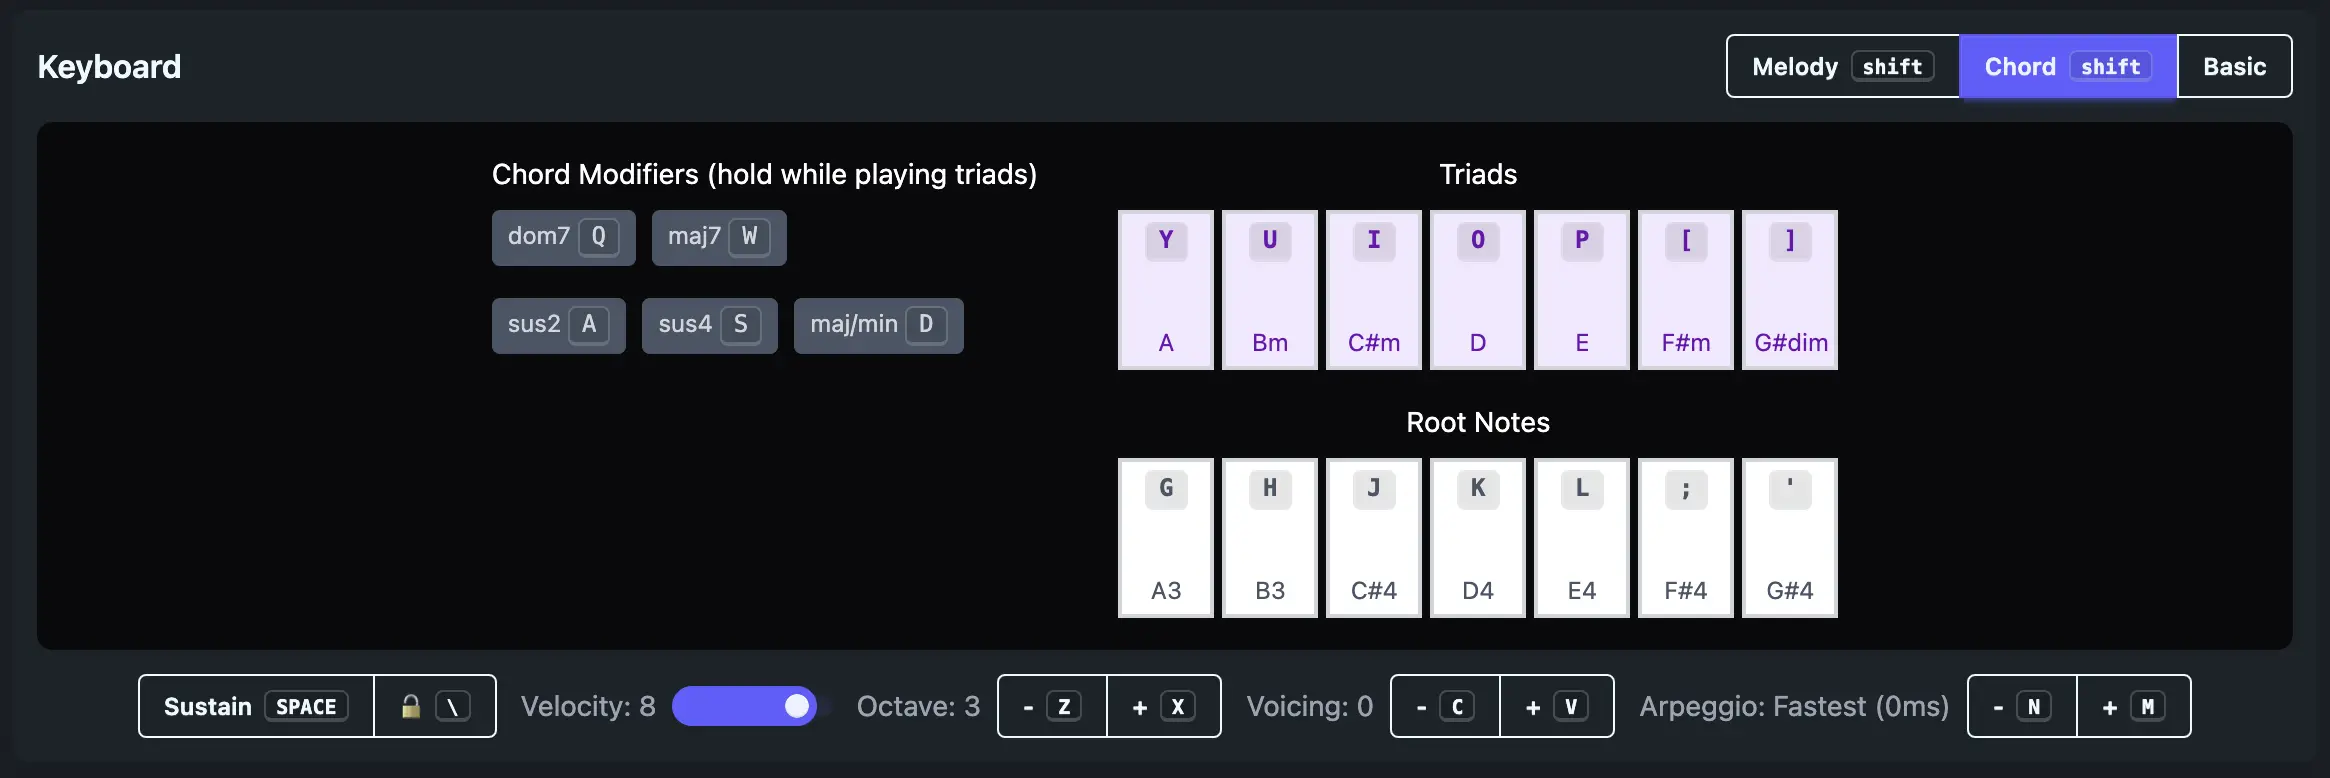 Keyboard
Melody shift Chord shift Basic
Chord Modifiers (hold while playing triads)
dom7 Q maj7 W
sus2 A sus4 S maj/min D
Triads
Y U I O P [ ]
A Bm C#m D E F#m G#dim
Root Notes
G H J K L ; '
A3 B3 C#4 D4 E4 F#4 G#4
Sustain SPACE \ Velocity: 8 Octave: 3 - Z + X Voicing: 0 - C + V Arpeggio: Fastest (0ms) - N + M